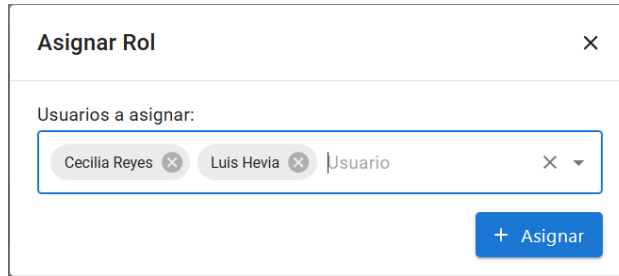 Asignar Rol
Usuarios a asignar:
Cecilia Reyes Luis Hevia Usuario
+ Asignar